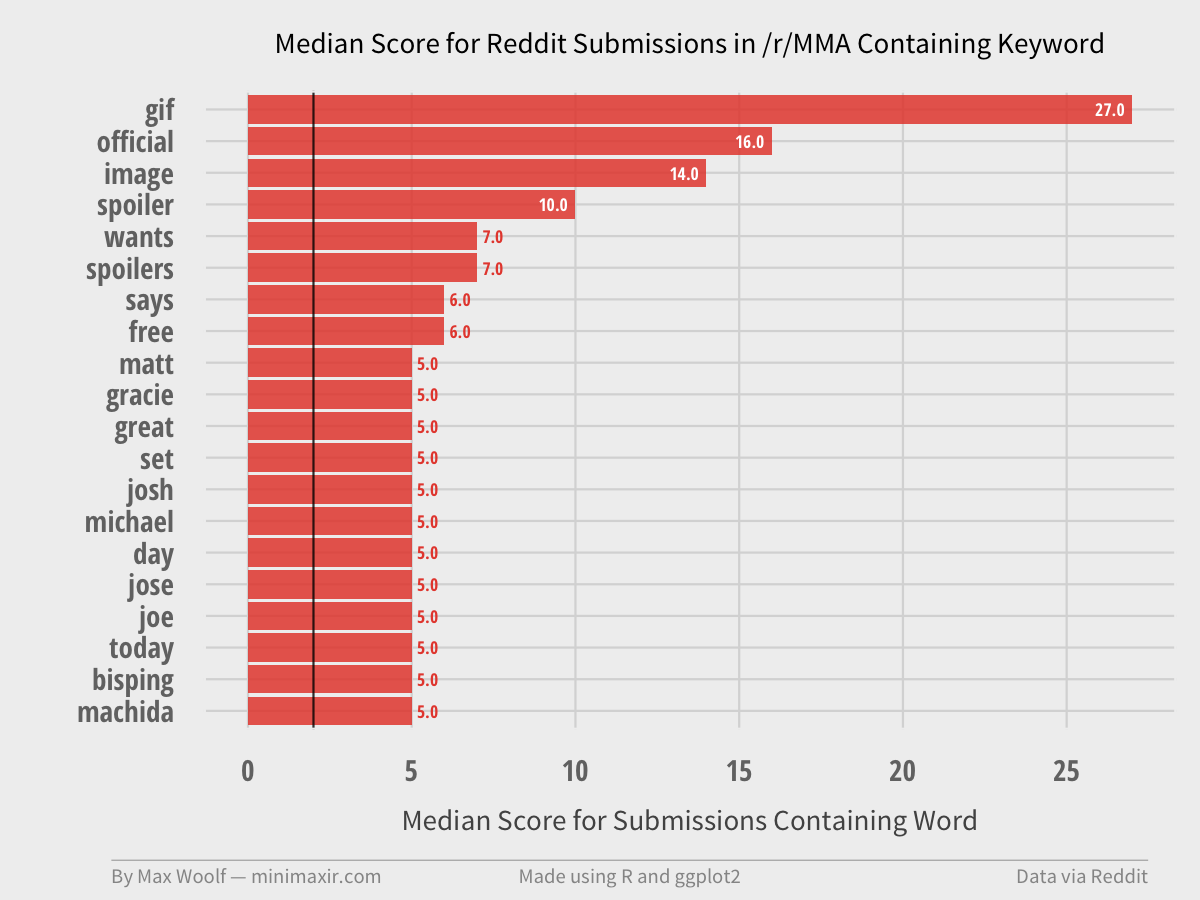 Median Score for Reddit Submissions in /r/MMA Containing Keyword
gif 27.0
official 16.0
image 14.0
spoiler 10.0
wants 7.0
spoilers 7.0
says 6.0
free 6.0
matt 5.0
gracie 5.0
great 5.0
set 5.0
josh 5.0
michael 5.0
day 5.0
jose 5.0
joe 5.0
today 5.0
bisping 5.0
machida 5.0
0 5 10 15 20 25
Median Score for Submissions Containing Word
By Max Woolf — minimaxir.com Made using R and ggplot2 Data via Reddit